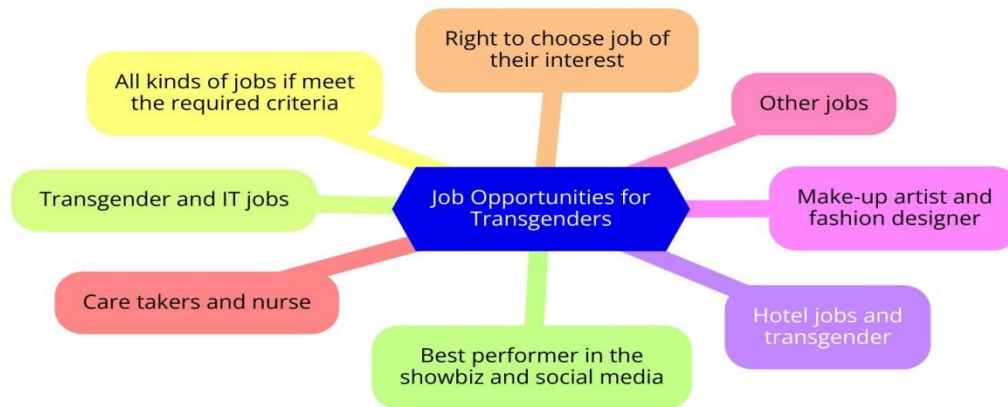 Right to choose job of
their interest
All kinds of jobs if meet
the required criteria
Other jobs
Transgender and IT jobs
Job Opportunities for
Transgenders
Make-up artist and
fashion designer
Care takers and nurse
Hotel jobs and
transgender
Best performer in the
showbiz and social media